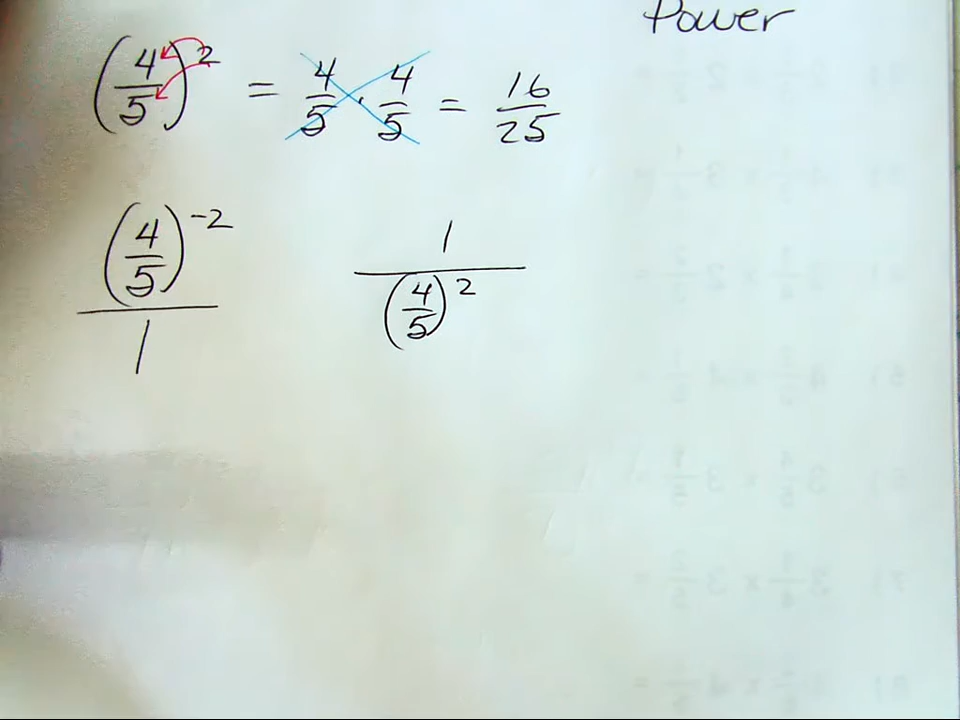 Power
(4/5)^2 = 4/5 · 4/5 = 16/25
(4/5)^-2 / 1    1 / (4/5)^2